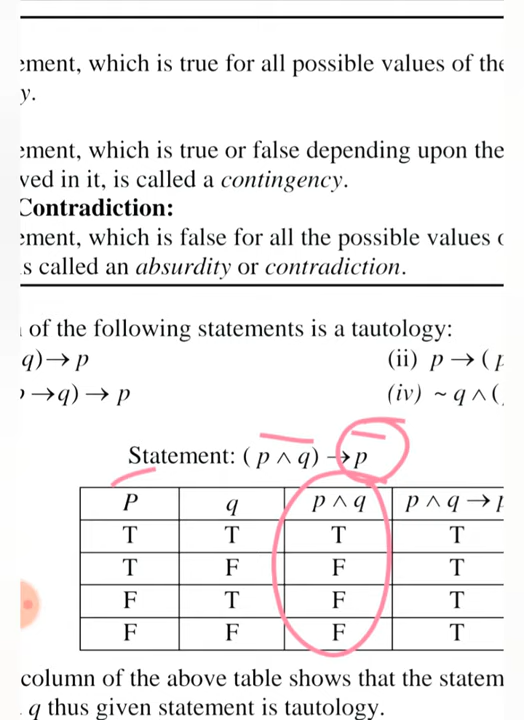 ement, which is true for all possible values of the
y.
ement, which is true or false depending upon the
ved in it, is called a contingency.
Contradiction:
ement, which is false for all the possible values
s called an absurdity or contradiction.
of the following statements is a tautology:
q) → p (ii) p → (p
→q) → p (iv) ~ q ∧ (
Statement: ( p ∧ q) → p
P q p ∧ q p ∧ q → p
T T T T
T F F T
F T F T
F F F T
column of the above table shows that the statem
q thus given statement is tautology.